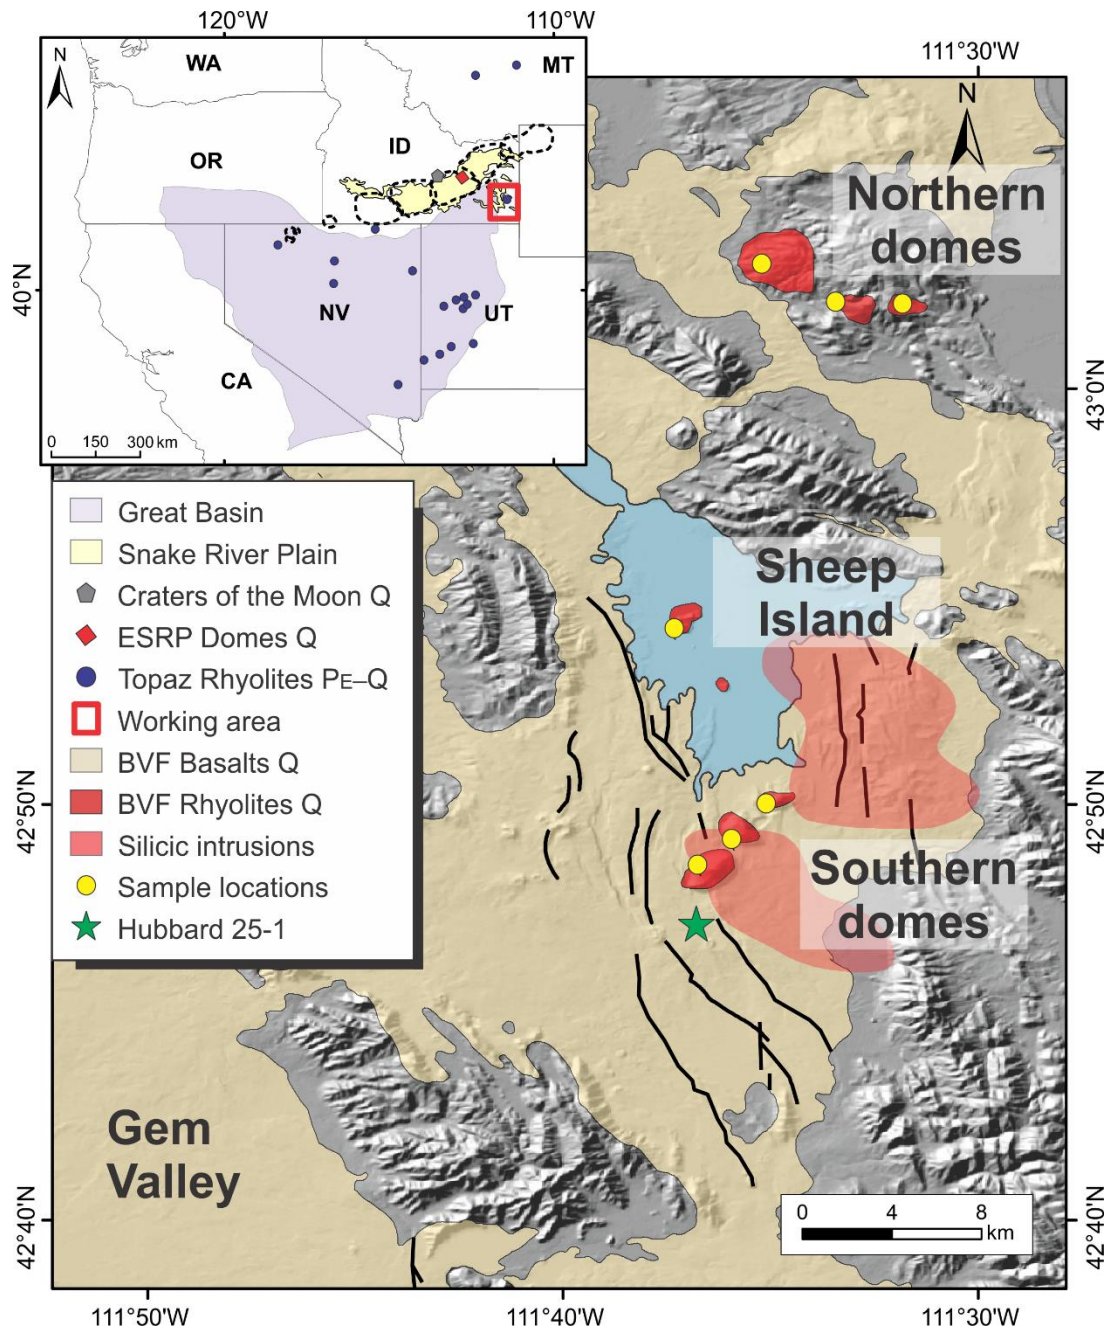 120°W
110°W
111°30'W
N
WA
MT
N
OR
ID
Northern
domes
40°N
NV
UT
CA
0 150 300 km
43°0'N
Great Basin
Snake River Plain
Craters of the Moon Q
ESRP Domes Q
Topaz Rhyolites PE–Q
Working area
BVF Basalts Q
BVF Rhyolites Q
Silicic intrusions
Sample locations
Hubbard 25-1
Sheep
Island
42°50'N
42°50'N
Southern
domes
Gem
Valley
0 4 8
km
42°40'N
42°40'N
111°50'W
111°40'W
111°30'W